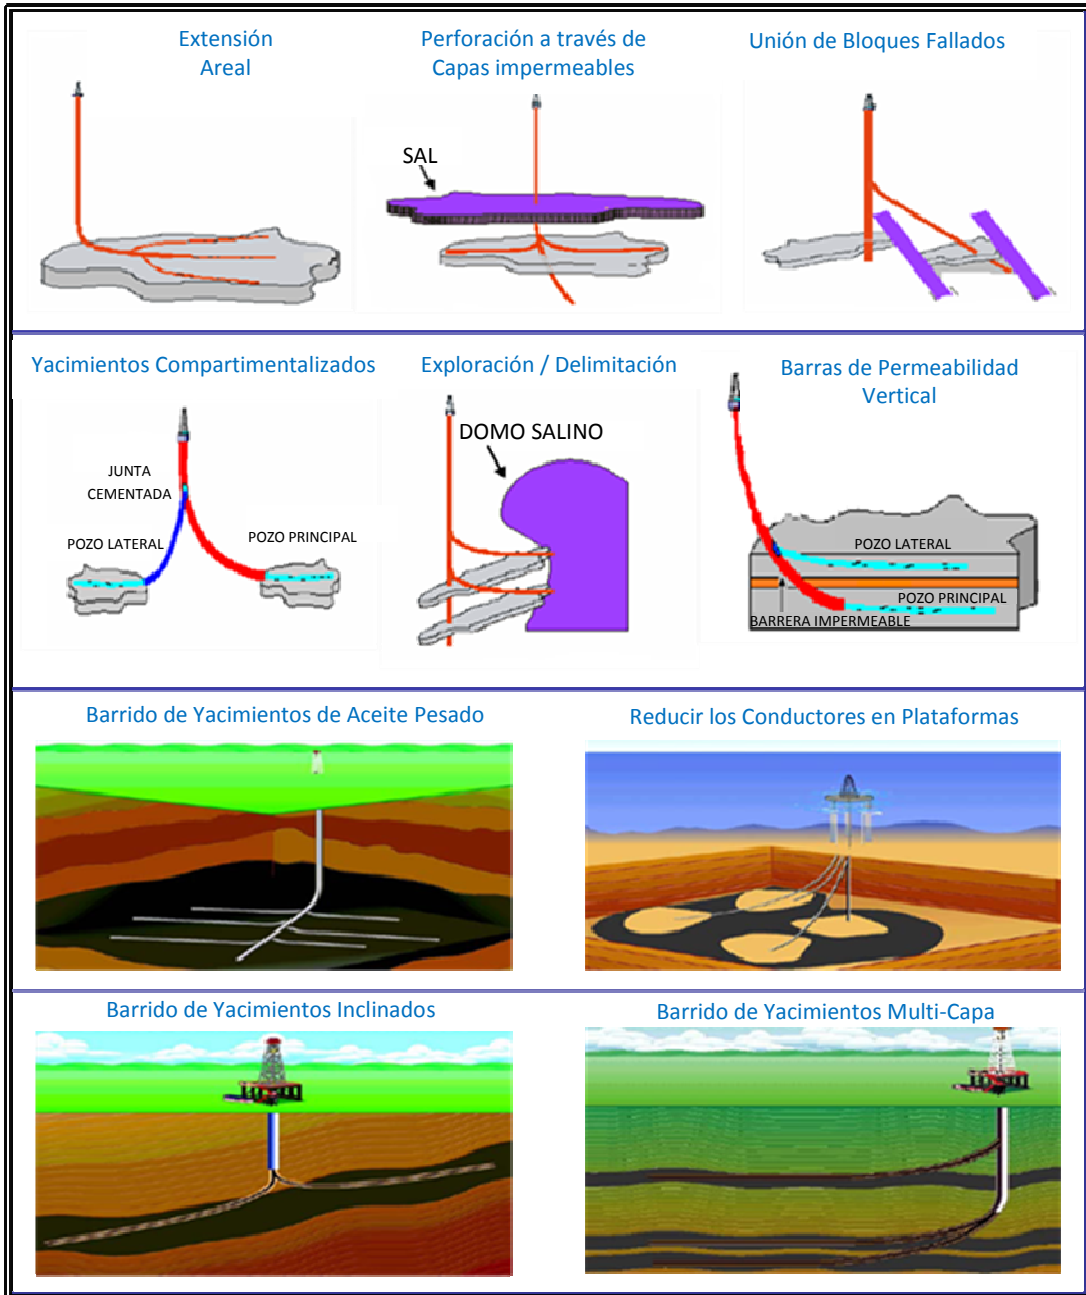 Extensión
Areal
Perforación a través de
Capas impermeables
Unión de Bloques Fallados
SAL
Yacimientos Compartimentalizados
Exploración / Delimitación
Barras de Permeabilidad
Vertical
JUNTA
CEMENTADA
POZO LATERAL
POZO PRINCIPAL
DOMO SALINO
POZO LATERAL
POZO PRINCIPAL
BARRERA IMPERMEABLE
Barrido de Yacimientos de Aceite Pesado
Reducir los Conductores en Plataformas
Barrido de Yacimientos Inclinados
Barrido de Yacimientos Multi-Capa